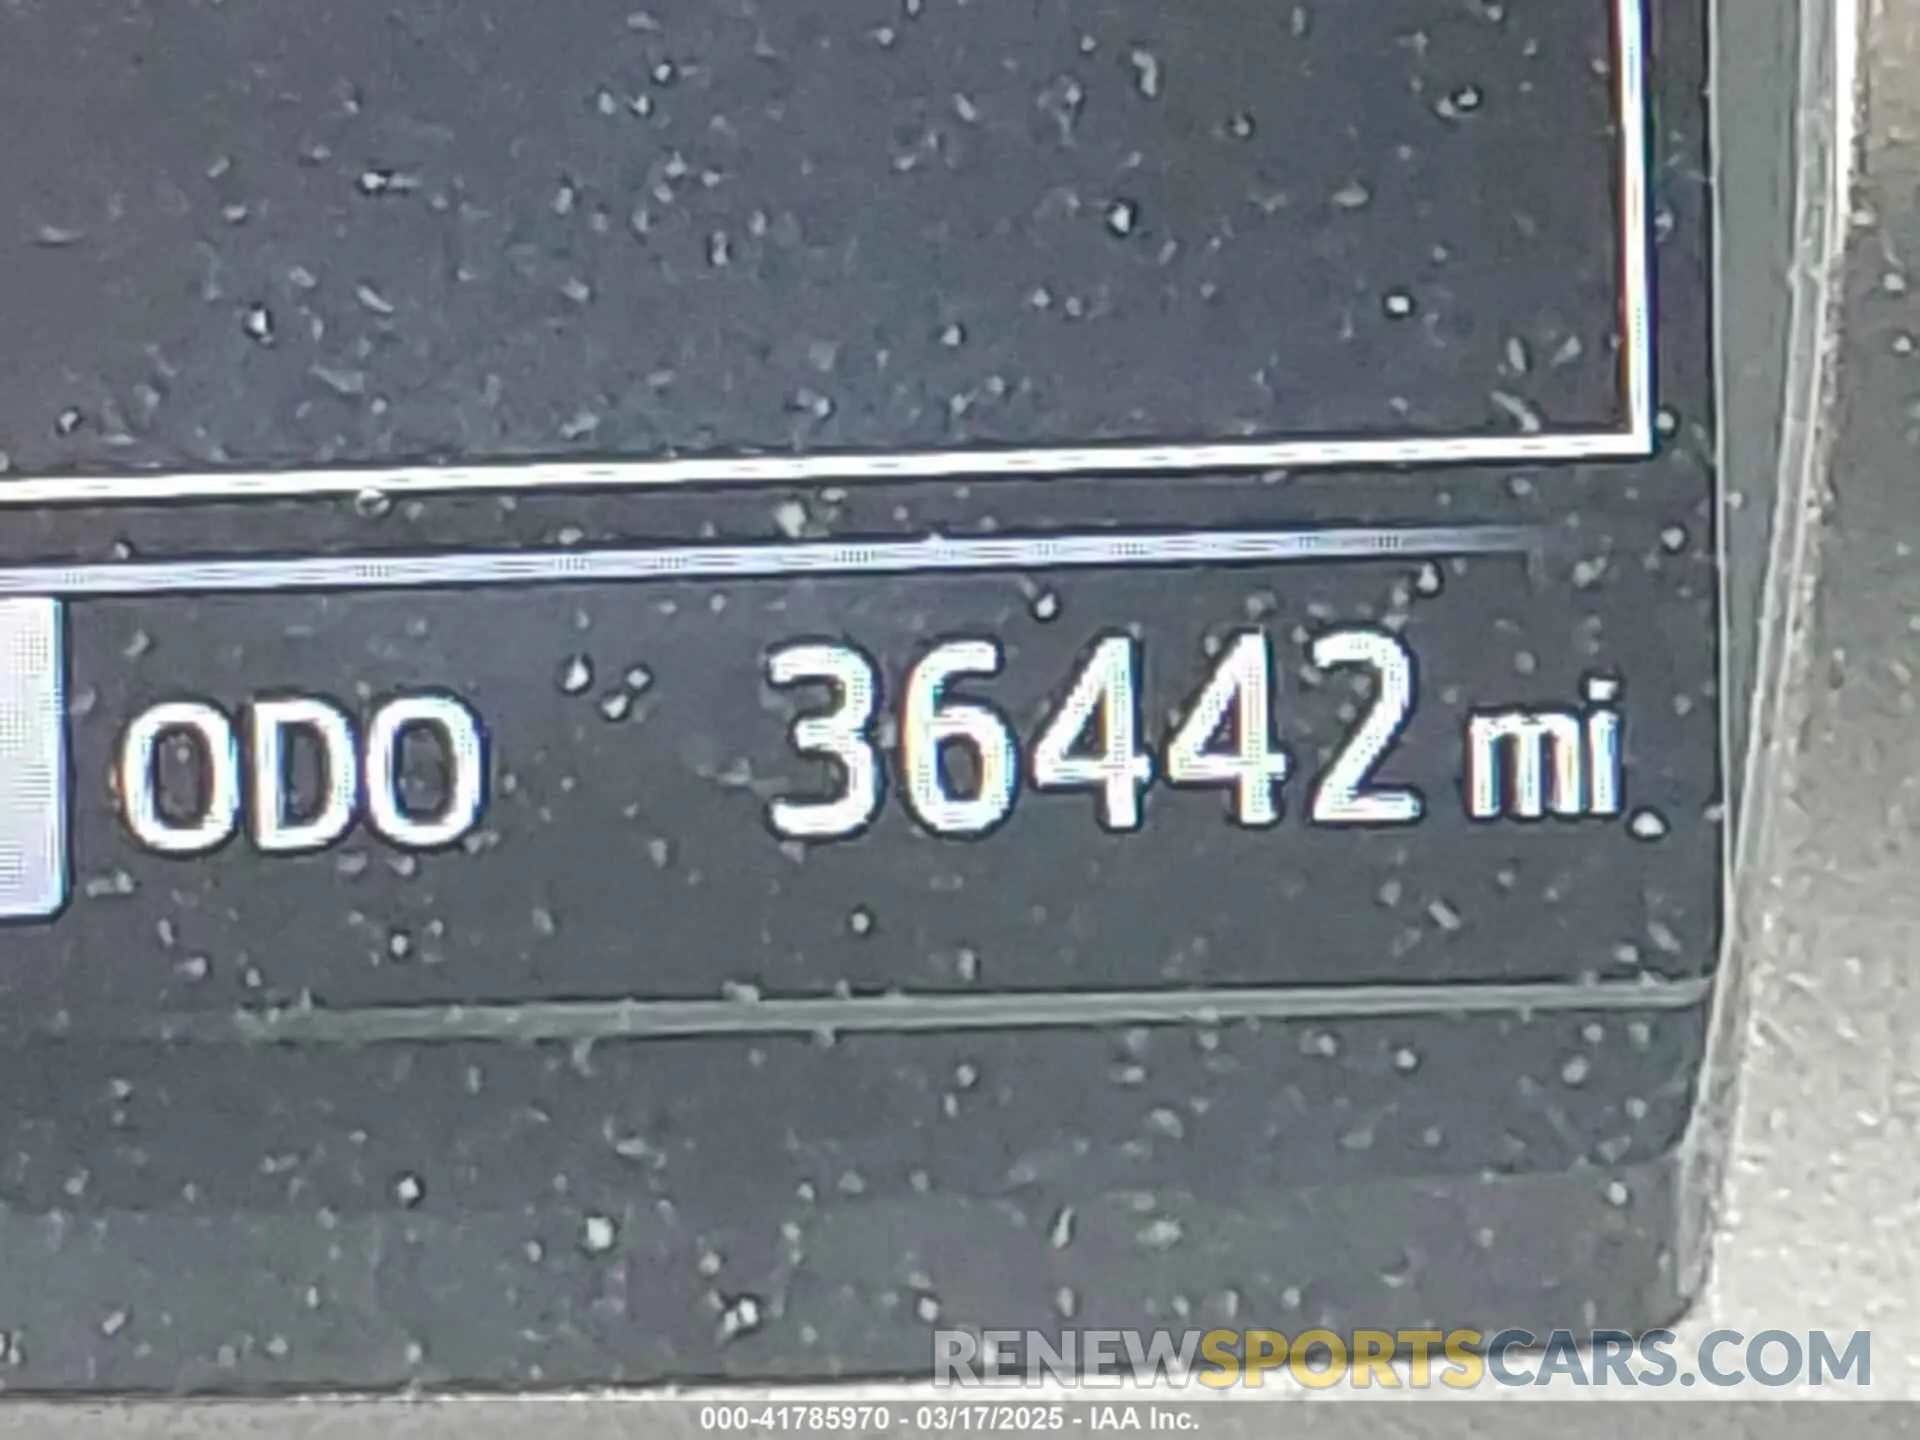 ODO 36442 mi
RENEWSPORTSCARS.COM
000-41785970 - 03/17/2025 - IAA Inc.